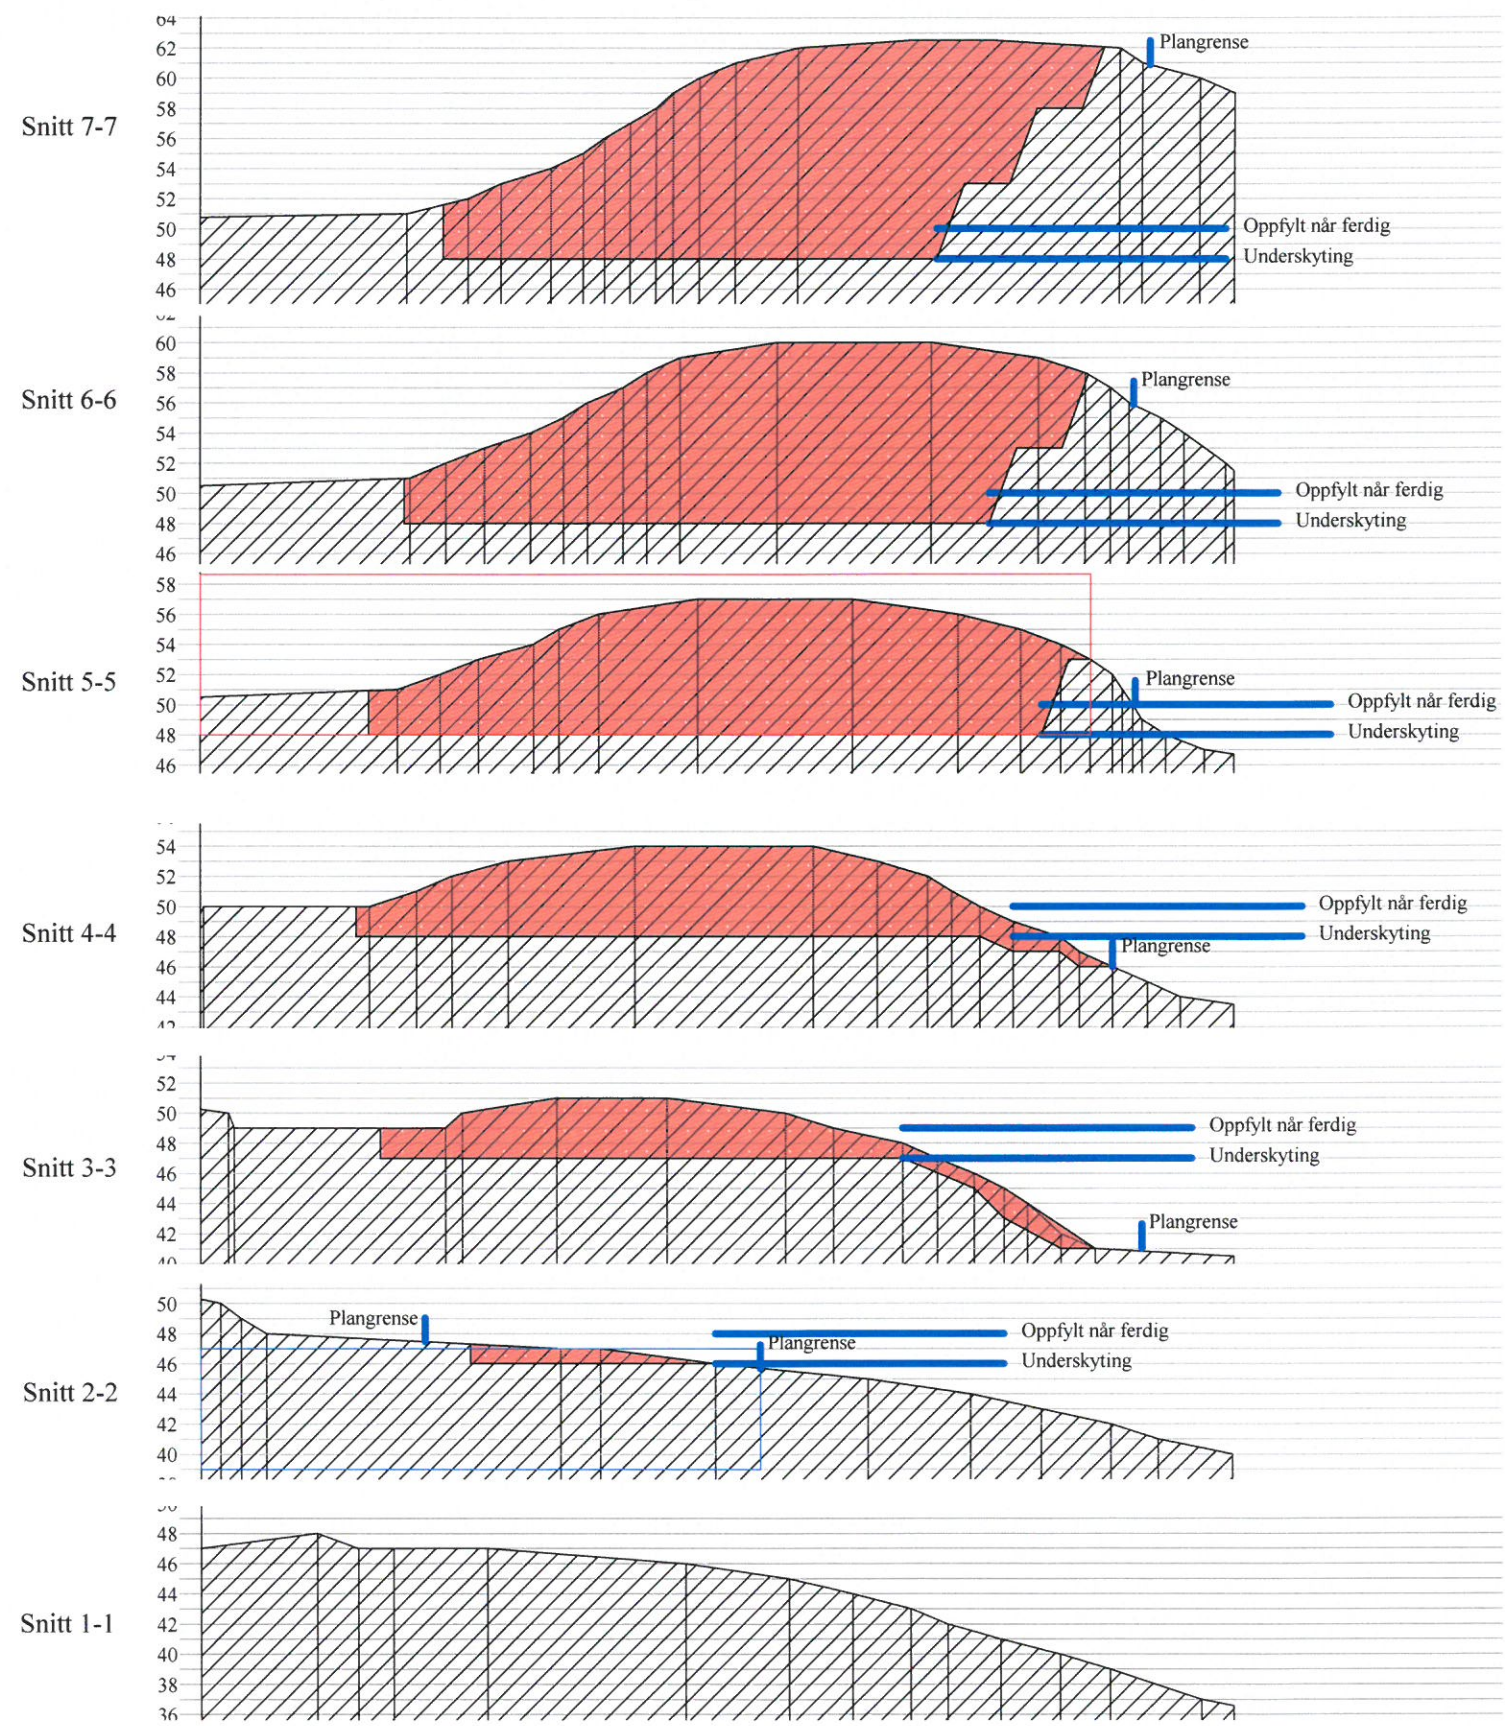 64
62
Plangrense
60
58
Snitt 7-7
56
54
52
50
Oppfylt når ferdig
48
Underskyting
46
60
58
Plangrense
Snitt 6-6
56
54
52
50
Oppfylt når ferdig
48
Underskyting
46
58
56
54
Snitt 5-5
52
Plangrense
50
Oppfylt når ferdig
48
Underskyting
46
54
52
50
Oppfylt når ferdig
Snitt 4-4
48
Underskyting
Plangrense
46
44
42
52
50
Oppfylt når ferdig
48
Underskyting
Snitt 3-3
46
44
Plangrense
42
40
50
Plangrense
48
Oppfylt når ferdig
Plangrense
46
Underskyting
Snitt 2-2
44
42
40
48
46
44
Snitt 1-1
42
40
38
36